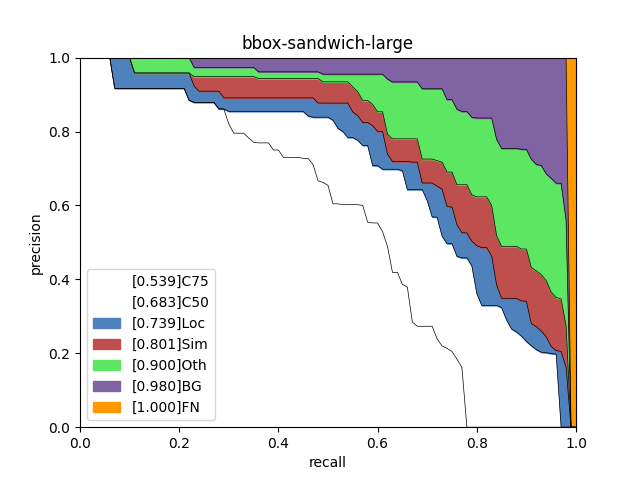 bbox-sandwich-large
1.0
0.8
0.6
0.4
0.2
0.0
precision
[0.539]C75
[0.683]C50
[0.739]Loc
[0.801]Sim
[0.900]Oth
[0.980]BG
[1.000]FN
0.0 0.2 0.4 0.6 0.8 1.0
recall